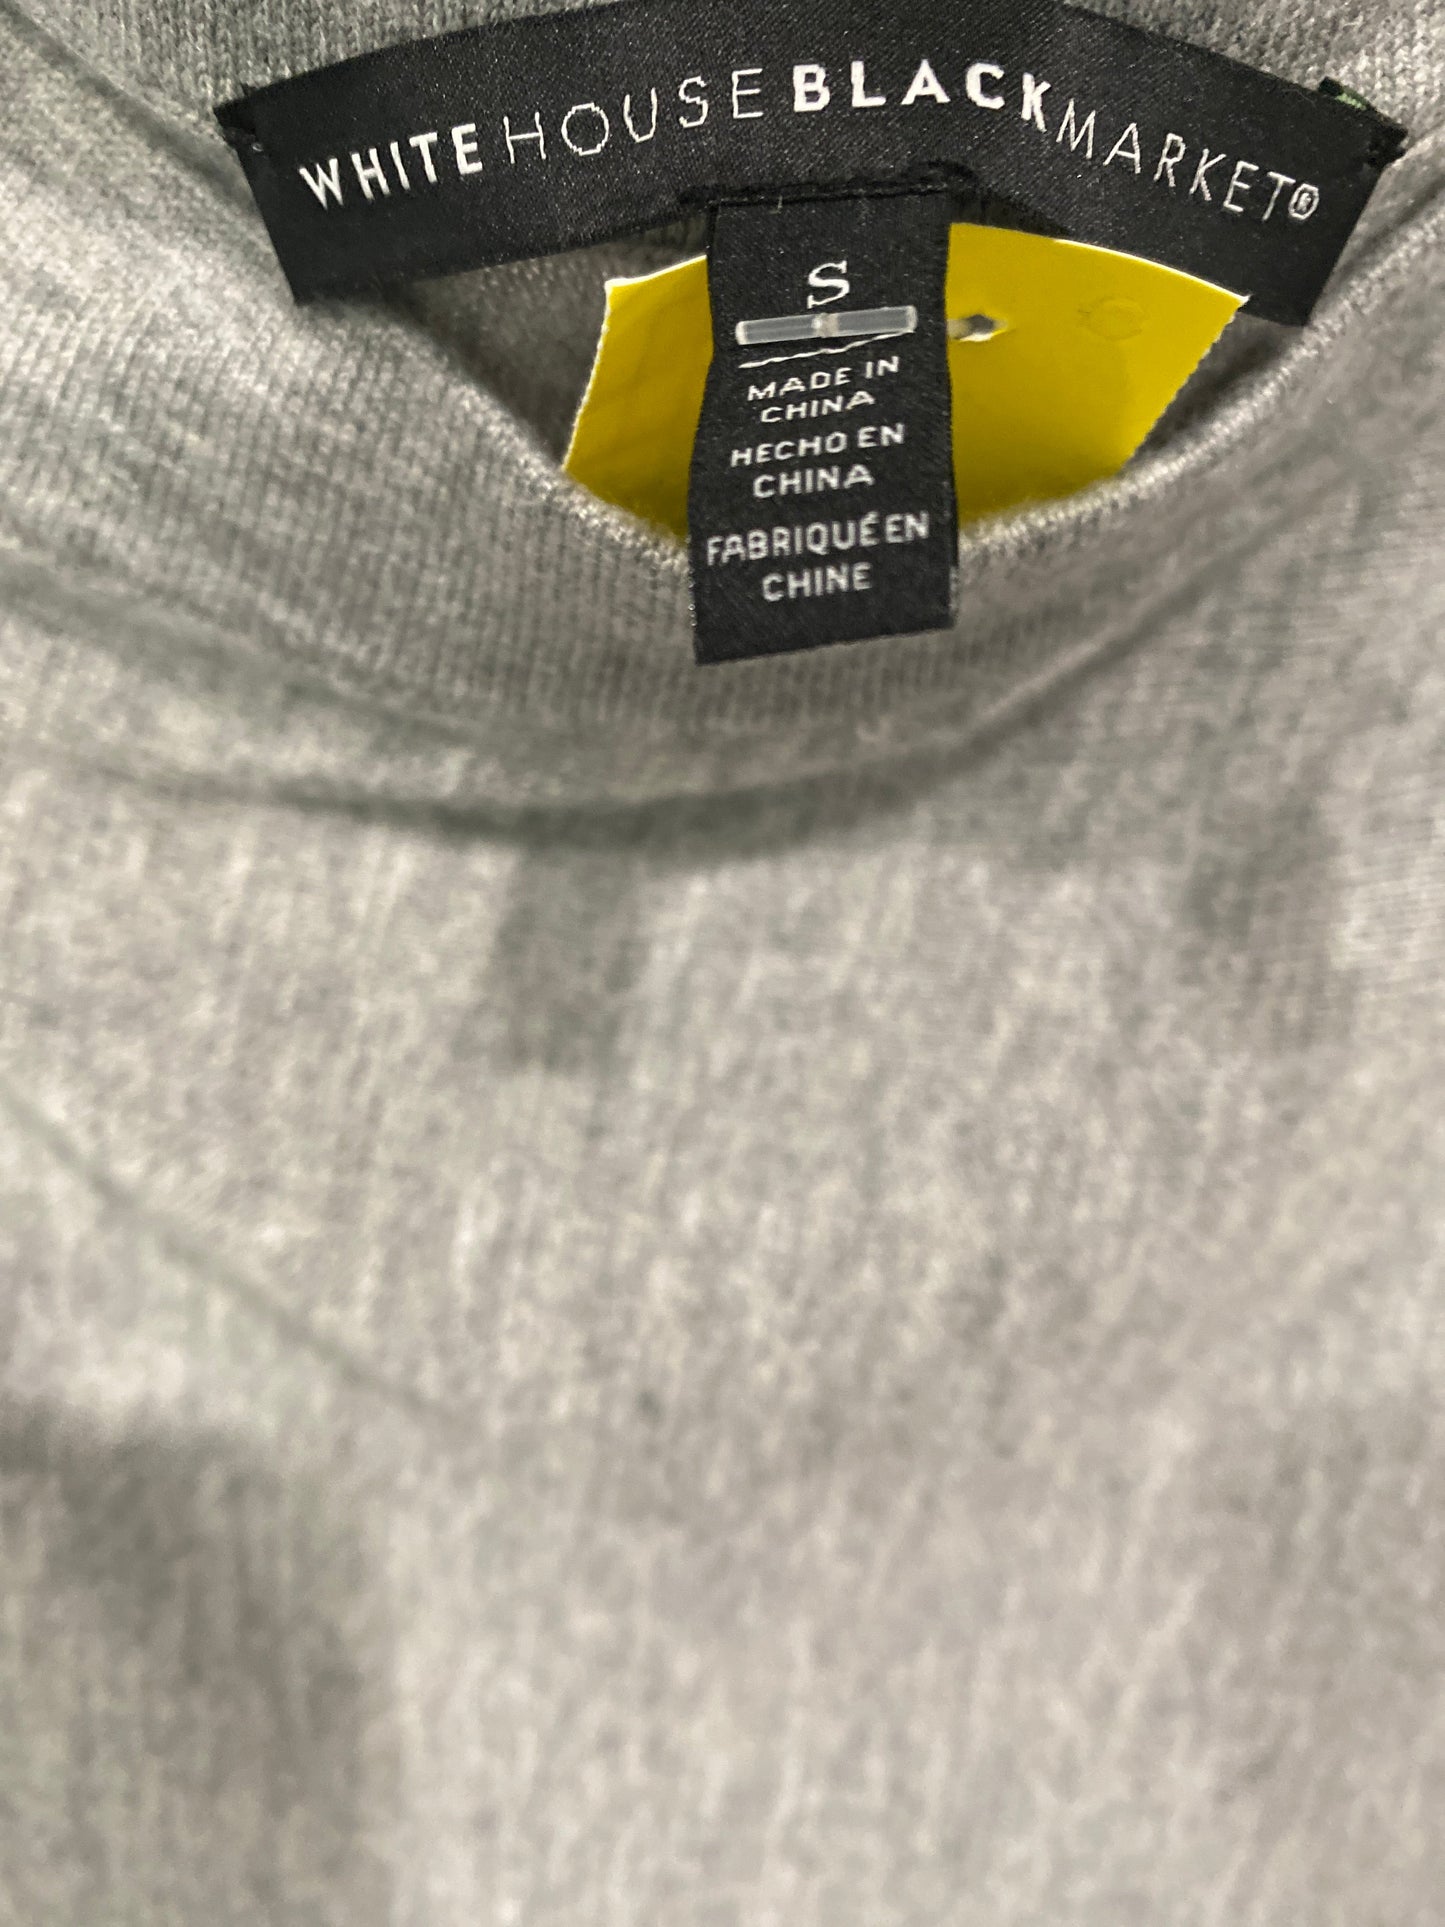 WHITEHOUSEBLACKMARKET®
S
MADE IN
CHINA
HECHO EN
CHINA
FABRIQUÉ EN
CHINE